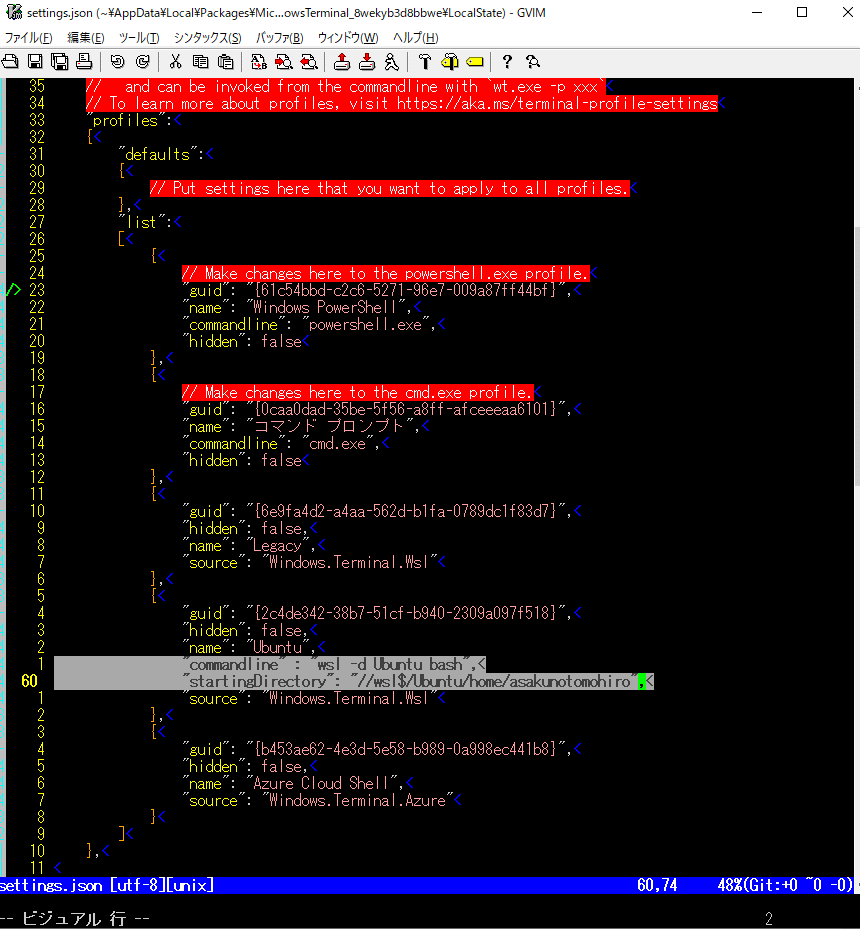 settings.json (~¥AppData¥Local¥Packages¥Mic...owsTerminal_8wekyb3d8bbwe¥LocalState) - GVIM
ファイル(F) 編集(E) ツール(T) シンタックス(S) バッファ(B) ウィンドウ(W) ヘルプ(H)
35 //   and can be invoked from the commandline with `wt.exe -p xxx`<
34 // To learn more about profiles, visit https://aka.ms/terminal-profile-settings<
33 "profiles":<
32 {<
31 "defaults":<
30 {<
29 // Put settings here that you want to apply to all profiles.<
28 },<
27 "list":<
26 [<
25 {<
24 // Make changes here to the powershell.exe profile.<
/> 23 "guid": "{61c54bbd-c2c6-5271-96e7-009a87ff44bf}",<
22 "name": "Windows PowerShell",<
21 "commandline": "powershell.exe",<
20 "hidden": false<
19 },<
18 {<
17 // Make changes here to the cmd.exe profile.<
16 "guid": "{0caa0dad-35be-5f56-a8ff-afceeeaa6101}",<
15 "name": "コマンド プロンプト",<
14 "commandline": "cmd.exe",<
13 "hidden": false<
12 },<
11 {<
10 "guid": "{6e9fa4d2-a4aa-562d-b1fa-0789dc1f83d7}",<
9 "hidden": false,<
8 "name": "Legacy",<
7 "source": "Windows.Terminal.Wsl"<
6 },<
5 {<
4 "guid": "{2c4de342-38b7-51cf-b940-2309a097f518}",<
3 "hidden": false,<
2 "name": "Ubuntu",<
1 "commandline" : "wsl -d Ubuntu bash",<
60 "startingDirectory": "//wsl$/Ubuntu/home/asakunotomohiro",<
1 "source": "Windows.Terminal.Wsl"<
2 },<
3 {<
4 "guid": "{b453ae62-4e3d-5e58-b989-0a998ec441b8}",<
5 "hidden": false,<
6 "name": "Azure Cloud Shell",<
7 "source": "Windows.Terminal.Azure"<
8 }<
9 ]<
10 },<
11 <
settings.json [utf-8][unix] 60,74 48%(Git:+0 ~0 -0)
-- ビジュアル 行 -- 2